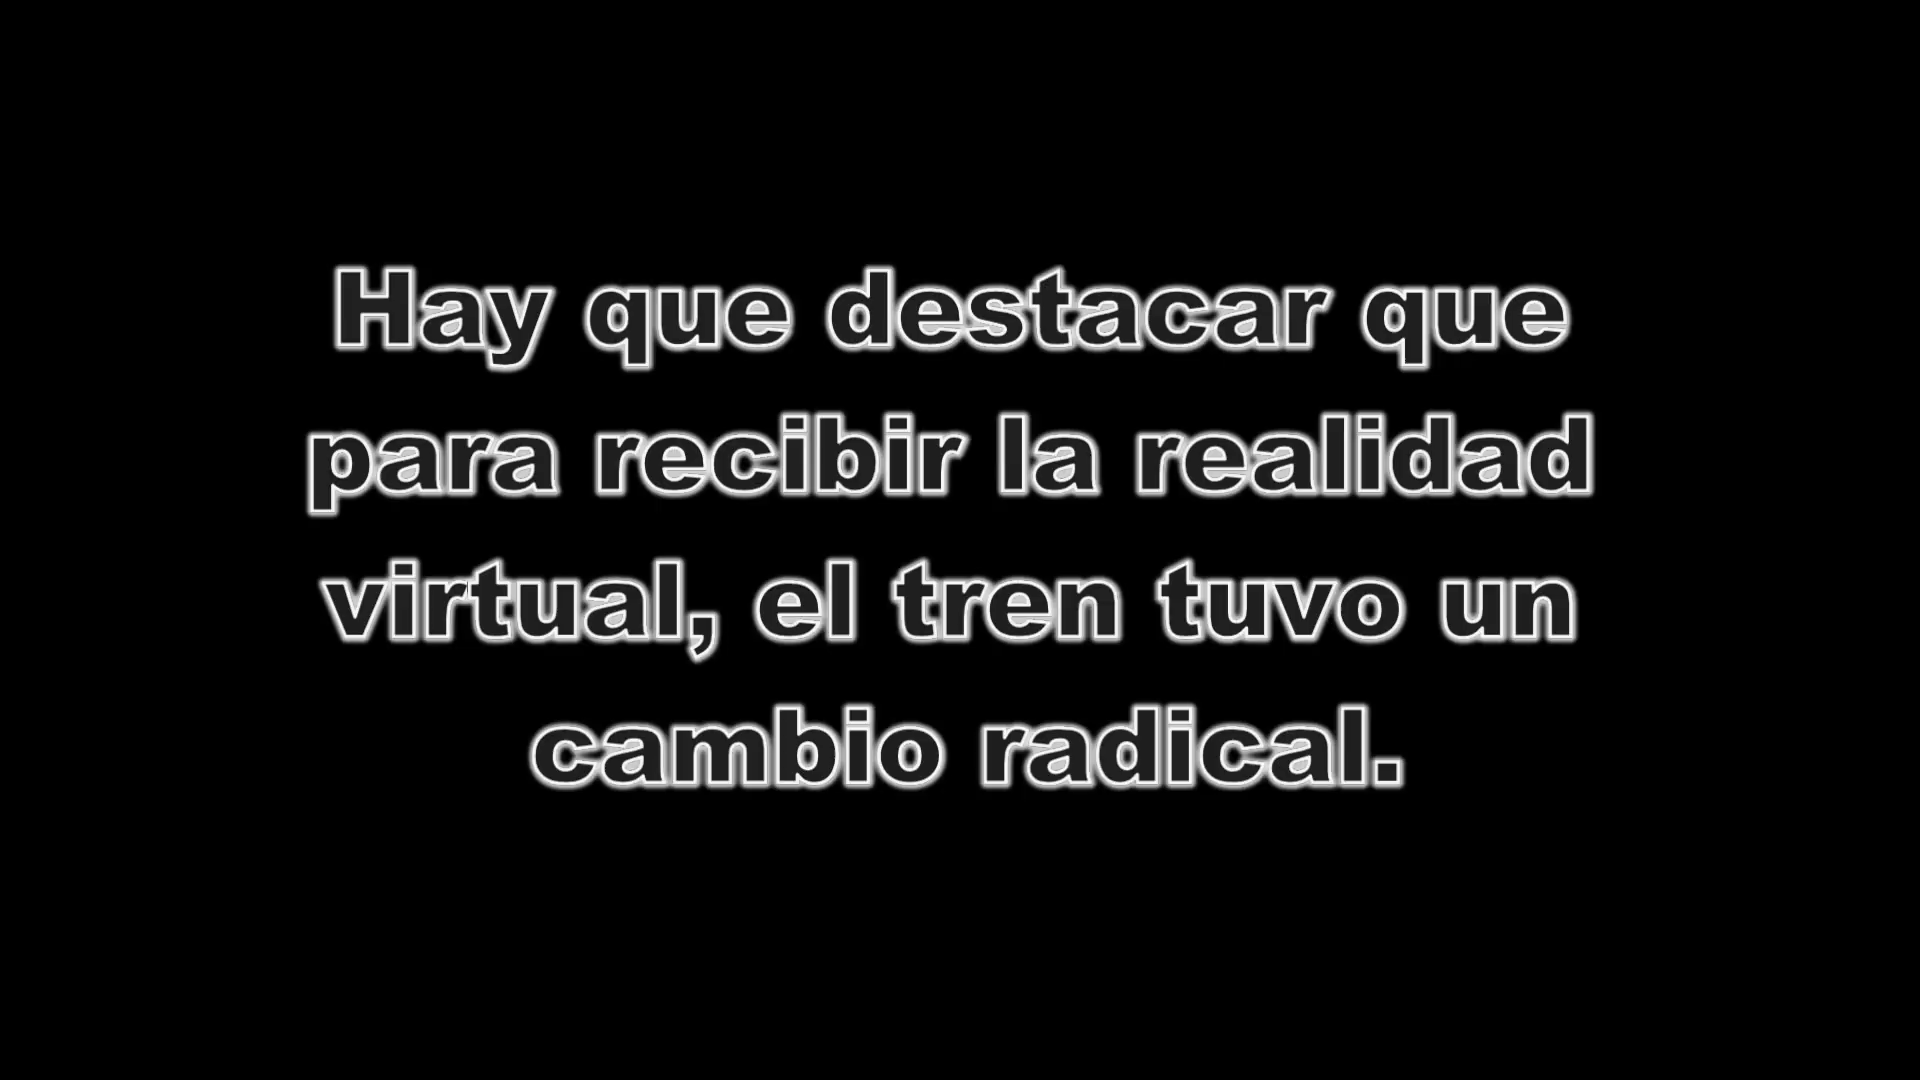 Hay que destacar que
para recibir la realidad
virtual, el tren tuvo un
cambio radical.